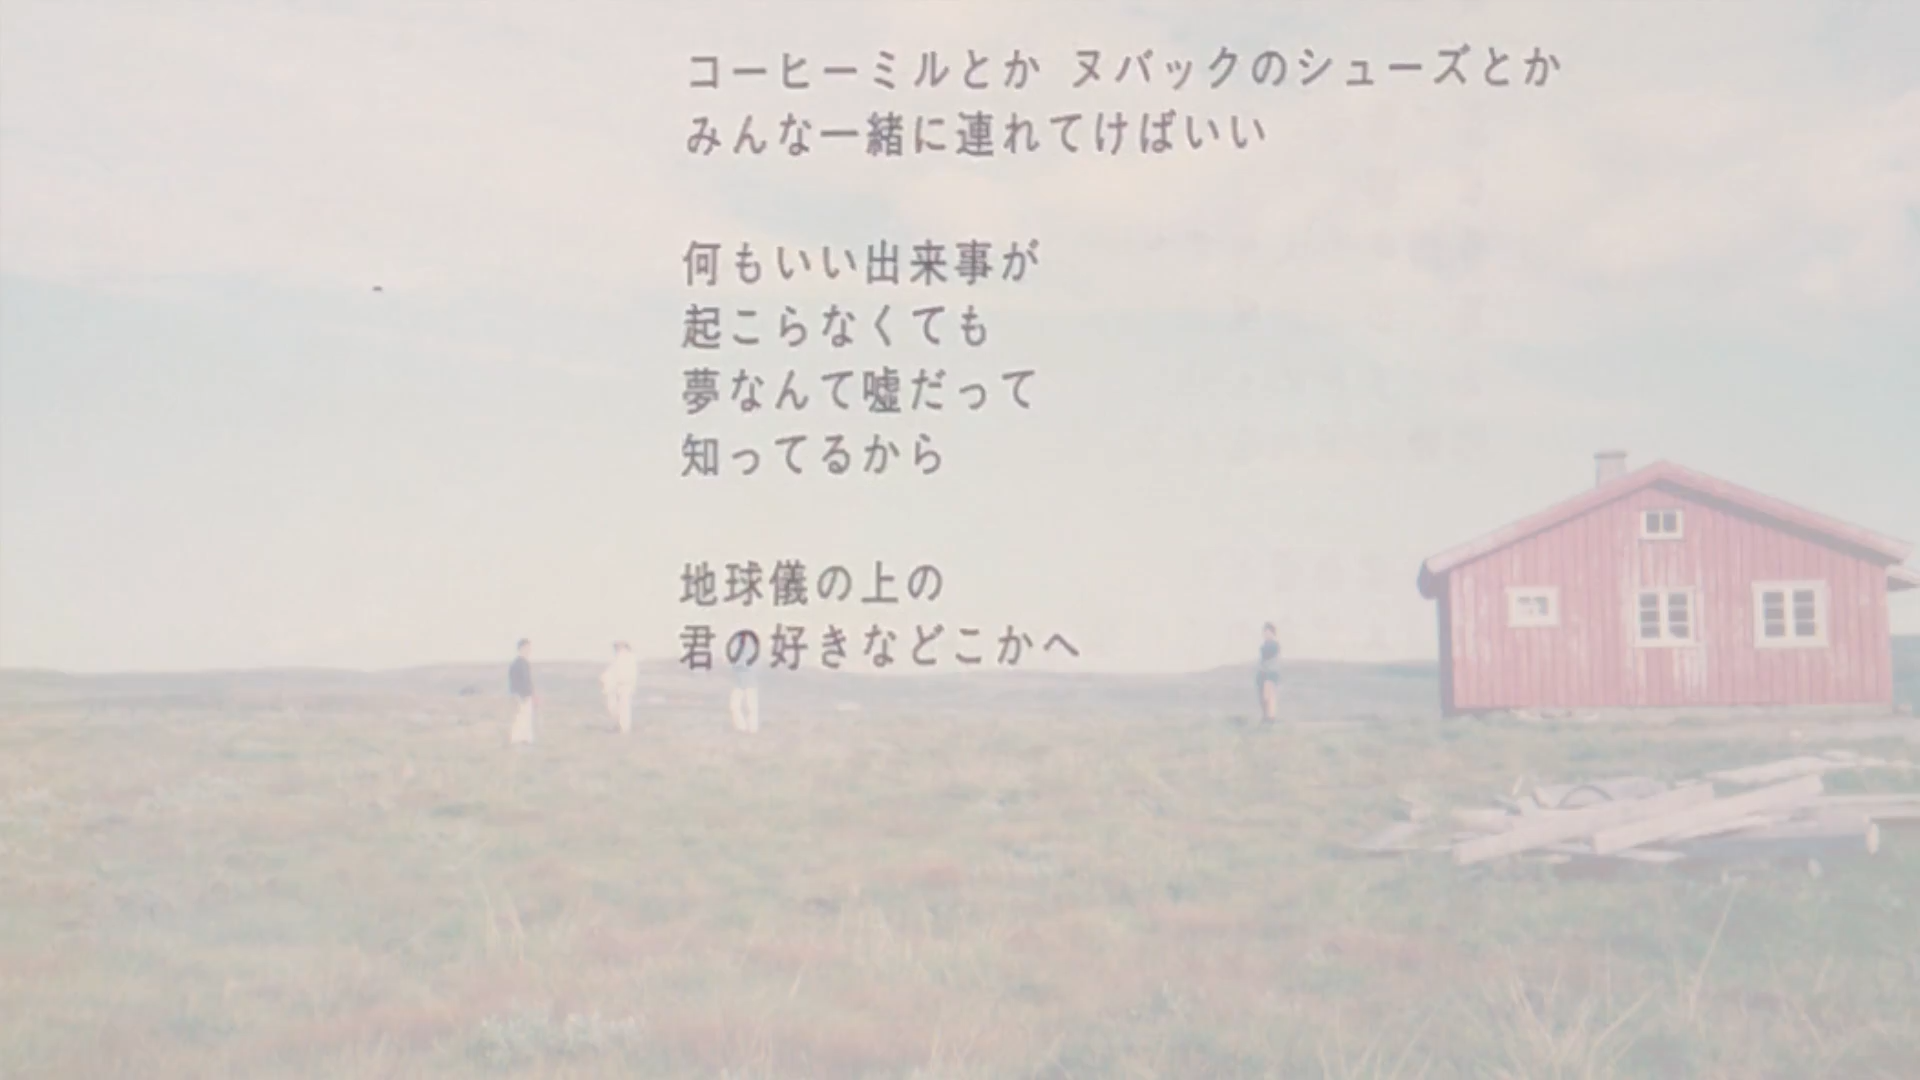 コーヒーミルとか ヌバックのシューズとか
みんな一緒に連れてけばいい
何もいい出来事が
起こらなくても
夢なんて嘘だって
知ってるから
地球儀の上の
君の好きなどこかへ